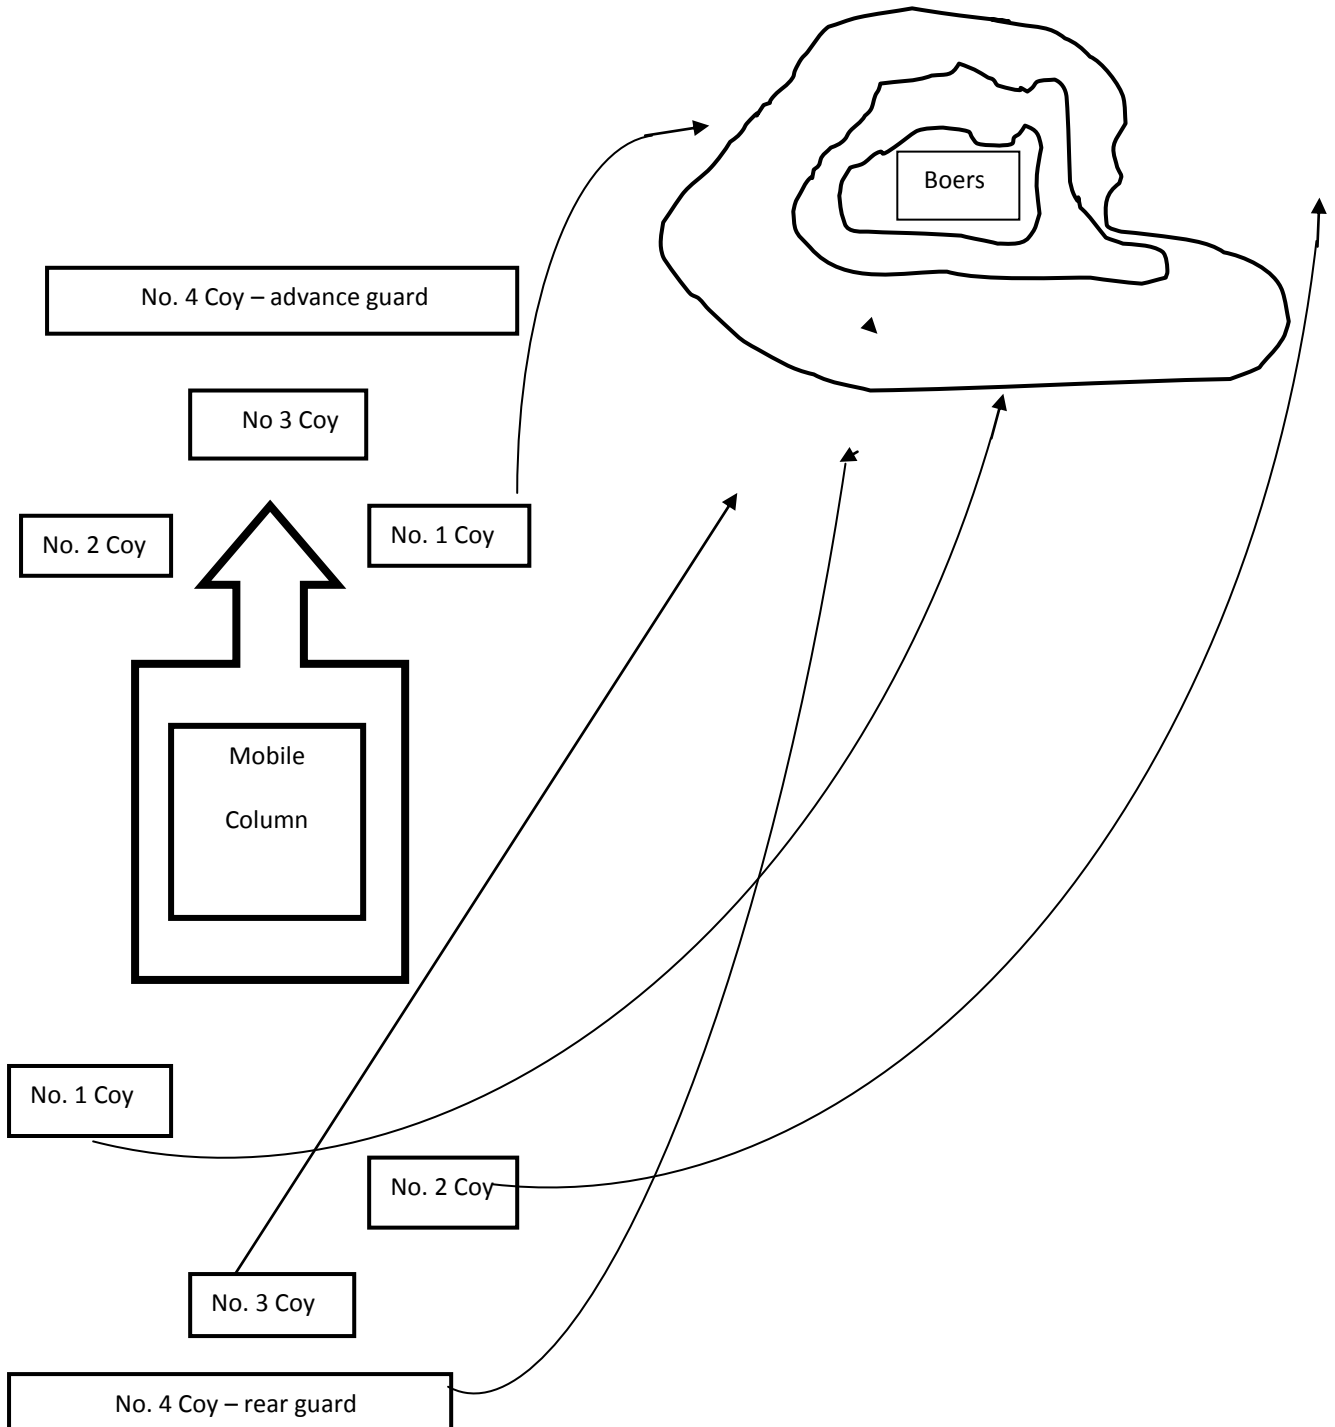 Boers
No. 4 Coy – advance guard
No 3 Coy
No. 2 Coy
No. 1 Coy
Mobile
Column
No. 1 Coy
No. 2 Coy
No. 3 Coy
No. 4 Coy – rear guard